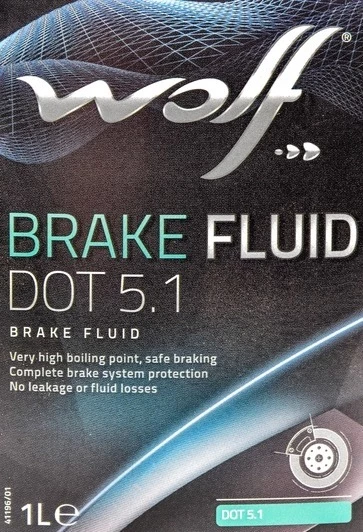 wolf®
BRAKE FLUID
DOT 5.1
BRAKE FLUID
Very high boiling point, safe braking
Complete brake system protection
No leakage or fluid losses
41196/01
1L℮
DOT 5.1